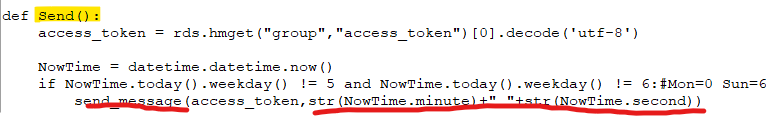 def Send():
access_token = rds.hmget("group","access_token")[0].decode('utf-8')
NowTime = datetime.datetime.now()
if NowTime.today().weekday() != 5 and NowTime.today().weekday() != 6:#Mon=0 Sun=6
send_message(access_token,str(NowTime.minute)+" "+str(NowTime.second))